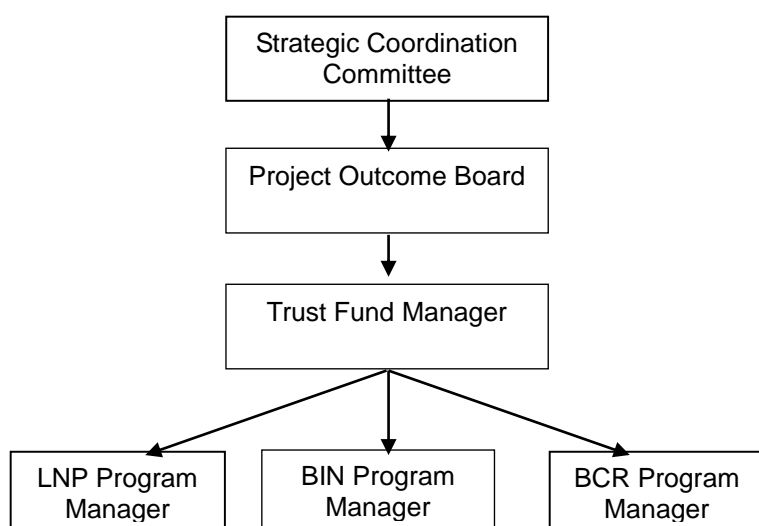 Strategic Coordination
Committee
Project Outcome Board
Trust Fund Manager
LNP Program
Manager
BIN Program
Manager
BCR Program
Manager